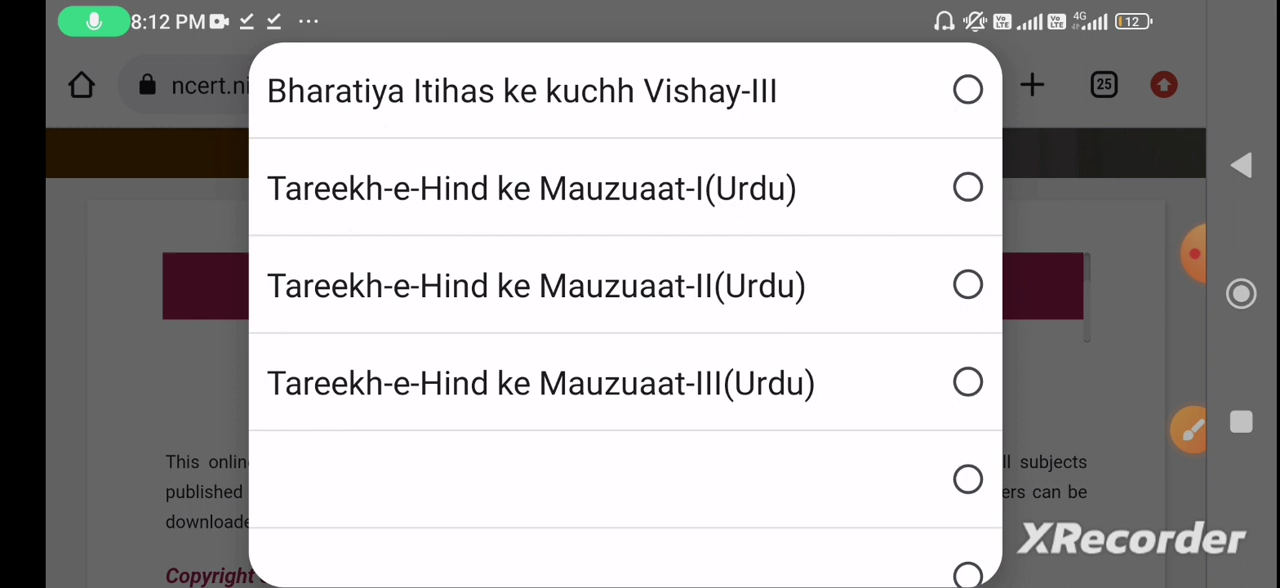 8:12 PM
4G
12
ncert.ni
25
Bharatiya Itihas ke kuchh Vishay-III
Tareekh-e-Hind ke Mauzuaat-I(Urdu)
Tareekh-e-Hind ke Mauzuaat-II(Urdu)
Tareekh-e-Hind ke Mauzuaat-III(Urdu)
This onlin ll subjects
published ers can be
downloade
Copyright
XRecorder